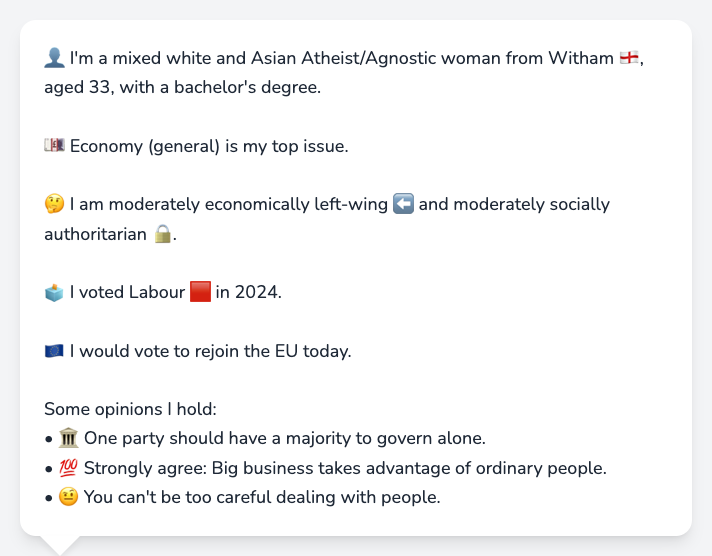 👤 I'm a mixed white and Asian Atheist/Agnostic woman from Witham 🏴󠁧󠁢󠁥󠁮󠁧󠁿,
aged 33, with a bachelor's degree.
💷 Economy (general) is my top issue.
🤔 I am moderately economically left-wing ⬅️ and moderately socially
authoritarian 🔒.
🗳️ I voted Labour 🟥 in 2024.
🇪🇺 I would vote to rejoin the EU today.
Some opinions I hold:
• 🏛️ One party should have a majority to govern alone.
• 💯 Strongly agree: Big business takes advantage of ordinary people.
• 🤨 You can't be too careful dealing with people.